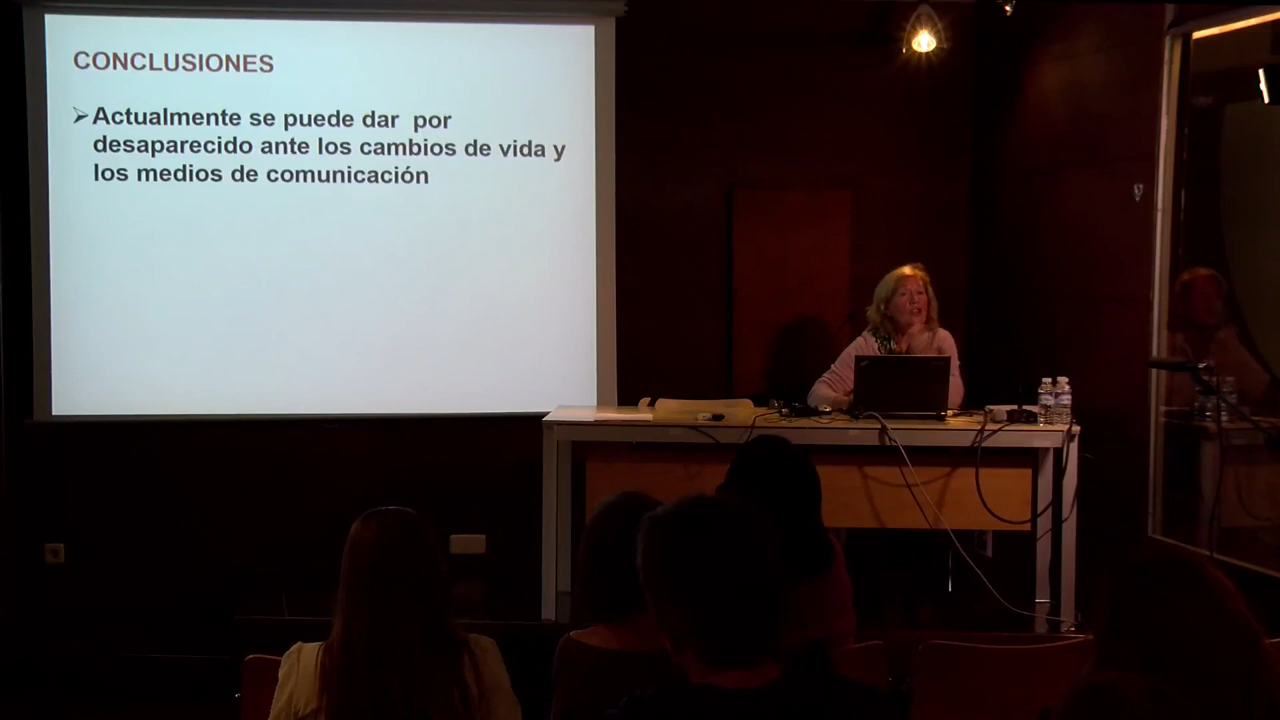 CONCLUSIONES
➢Actualmente se puede dar  por
desaparecido ante los cambios de vida y
los medios de comunicación